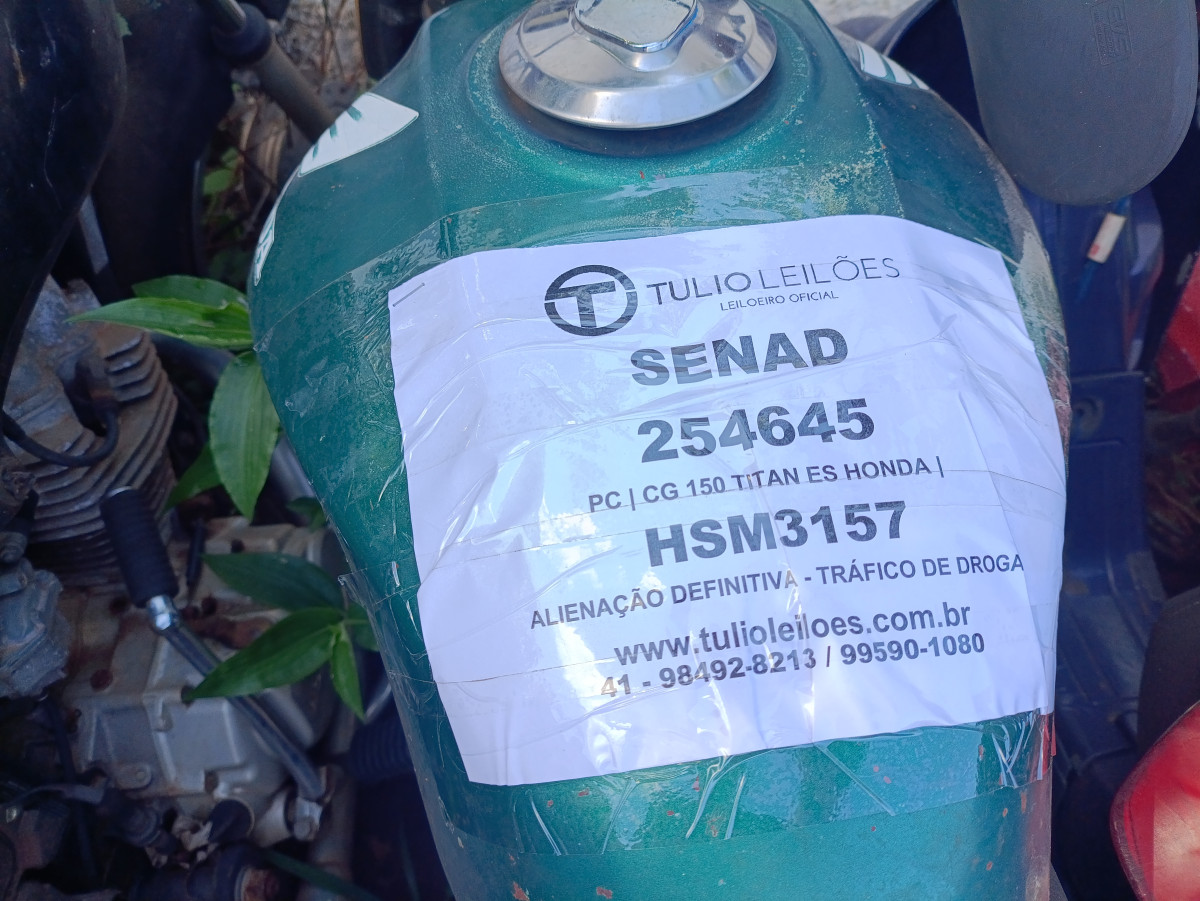 TULIO LEILÕES
LEILOEIRO OFICIAL
SENAD
254645
PC | CG 150 TITAN ES HONDA |
HSM3157
ALIENAÇÃO DEFINITIVA - TRÁFICO DE DROGA
www.tulioleiloes.com.br
41 - 98492-8213 / 99590-1080